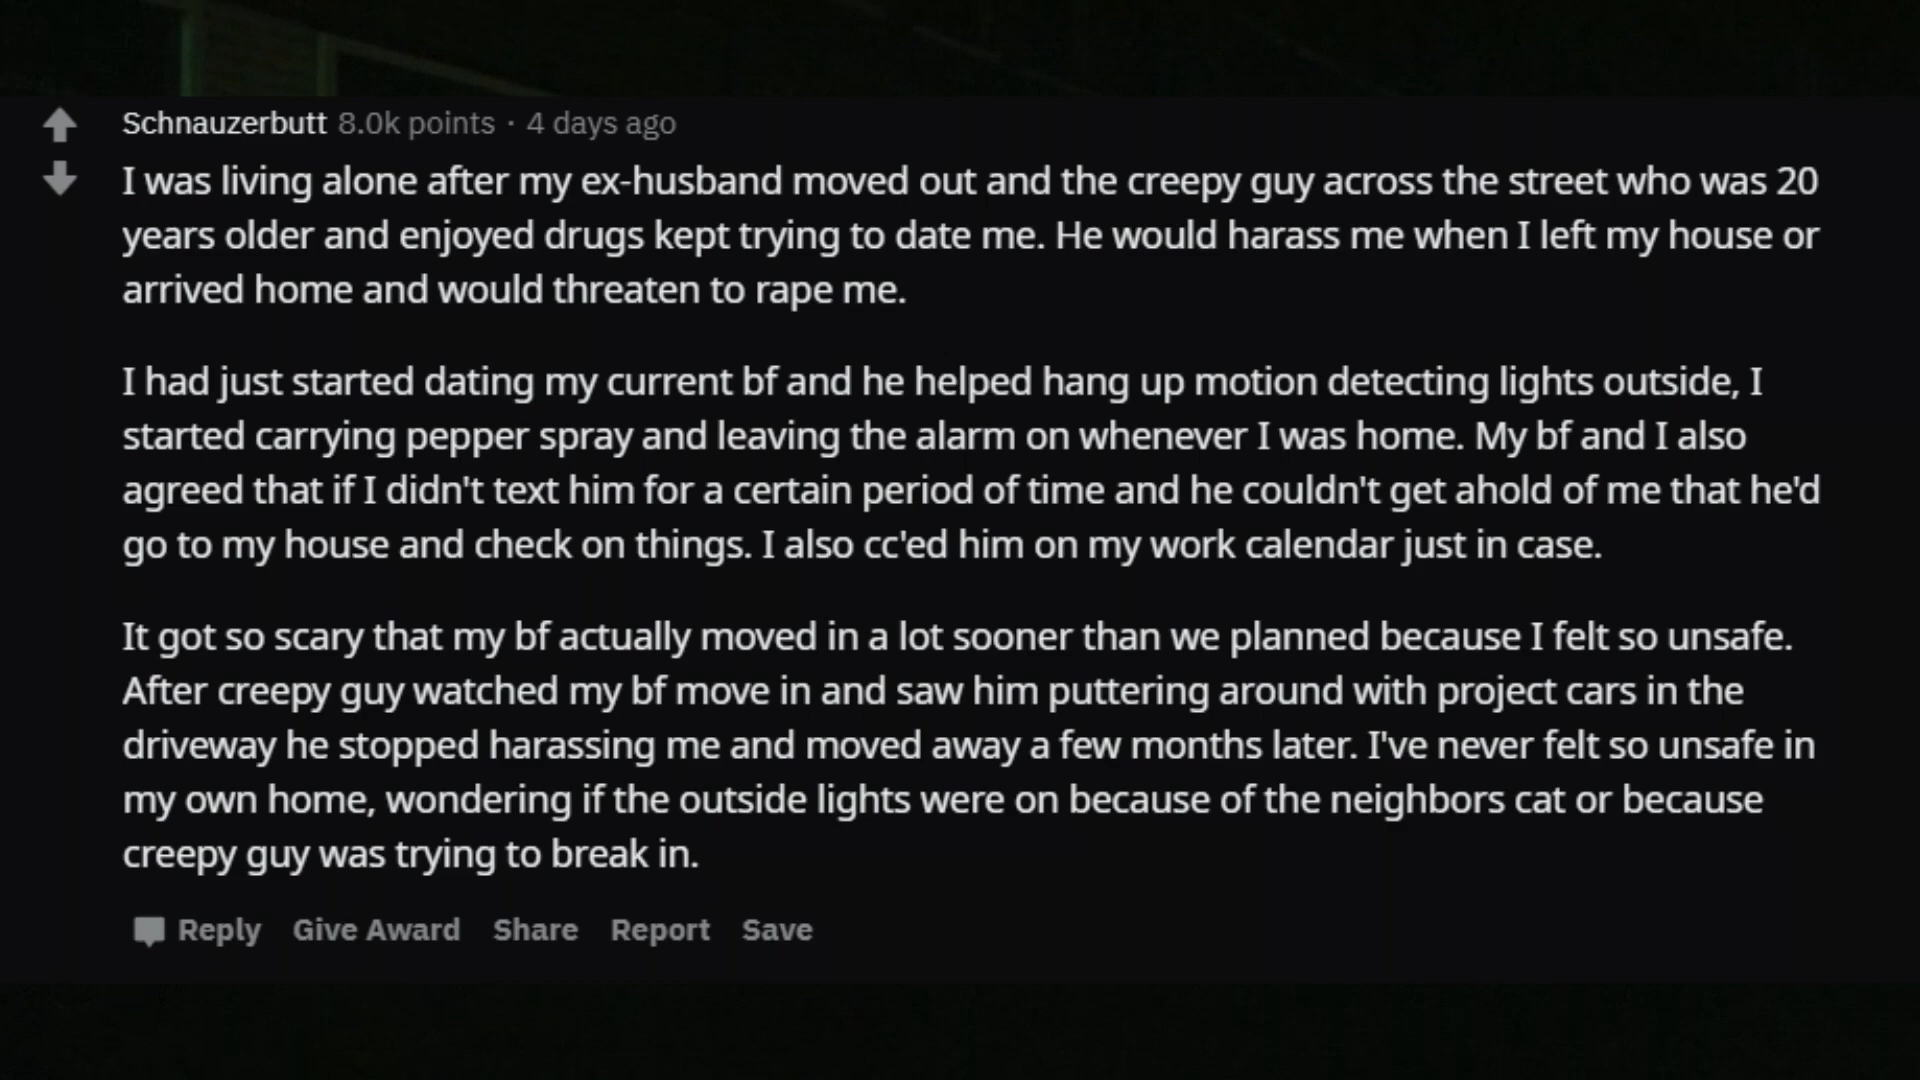 Schnauzerbutt 8.0k points · 4 days ago
I was living alone after my ex-husband moved out and the creepy guy across the street who was 20
years older and enjoyed drugs kept trying to date me. He would harass me when I left my house or
arrived home and would threaten to rape me.
I had just started dating my current bf and he helped hang up motion detecting lights outside, I
started carrying pepper spray and leaving the alarm on whenever I was home. My bf and I also
agreed that if I didn't text him for a certain period of time and he couldn't get ahold of me that he'd
go to my house and check on things. I also cc'ed him on my work calendar just in case.
It got so scary that my bf actually moved in a lot sooner than we planned because I felt so unsafe.
After creepy guy watched my bf move in and saw him puttering around with project cars in the
driveway he stopped harassing me and moved away a few months later. I've never felt so unsafe in
my own home, wondering if the outside lights were on because of the neighbors cat or because
creepy guy was trying to break in.
Reply Give Award Share Report Save